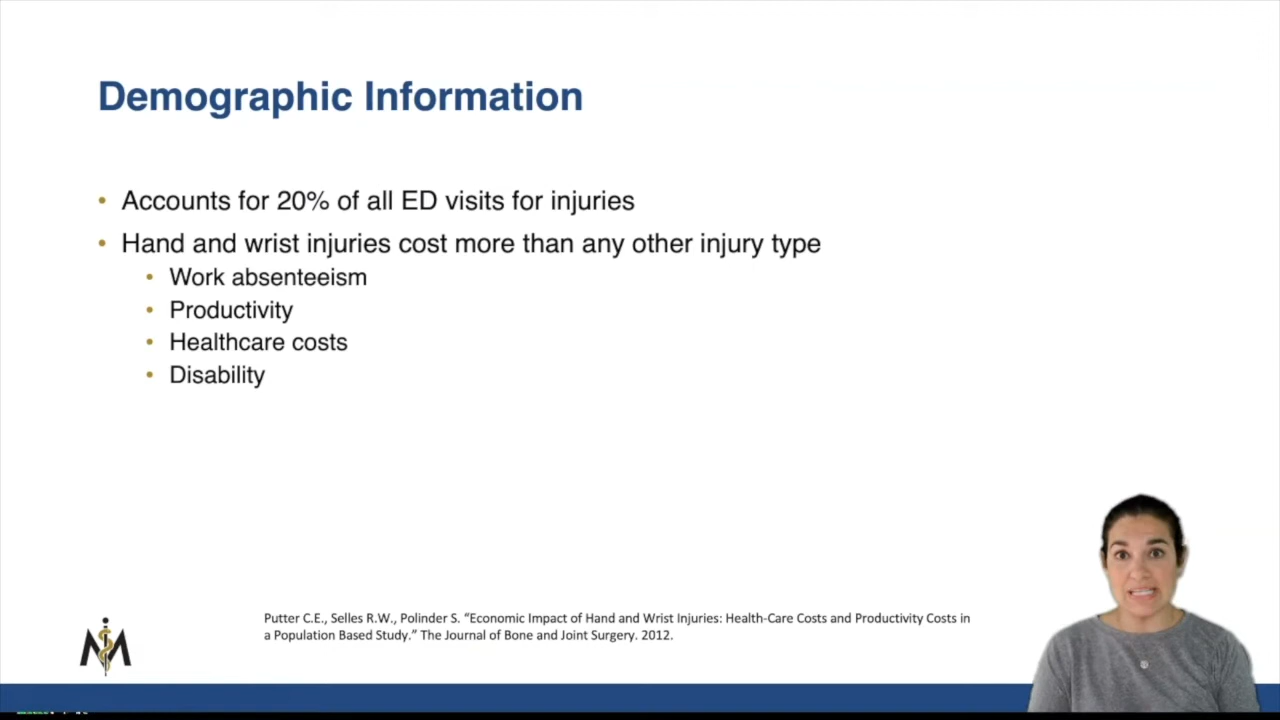 Demographic Information
• Accounts for 20% of all ED visits for injuries
• Hand and wrist injuries cost more than any other injury type
• Work absenteeism
• Productivity
• Healthcare costs
• Disability
Putter C.E., Selles R.W., Polinder S. “Economic Impact of Hand and Wrist Injuries: Health-Care Costs and Productivity Costs in
a Population Based Study.” The Journal of Bone and Joint Surgery. 2012.